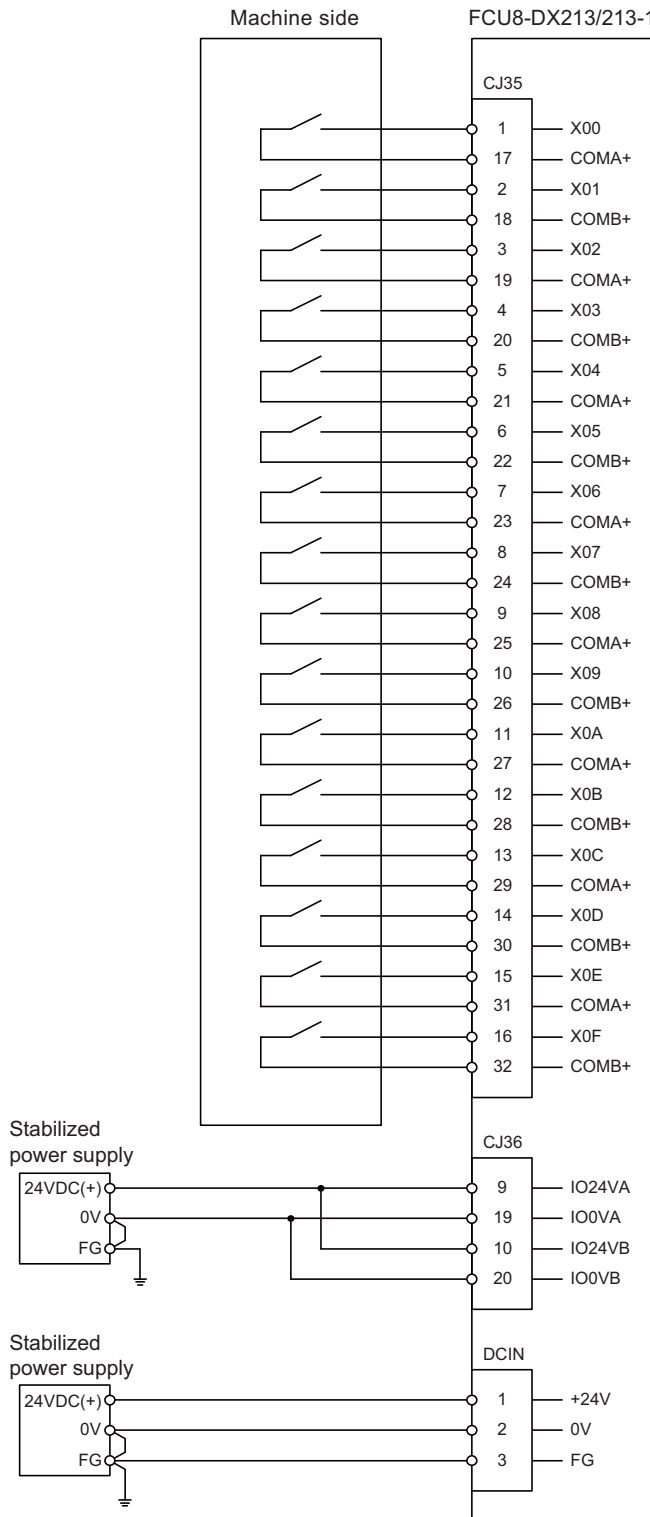 Machine side FCU8-DX213/213-1
CJ35
1 X00
17 COMA+
2 X01
18 COMB+
3 X02
19 COMA+
4 X03
20 COMB+
5 X04
21 COMA+
6 X05
22 COMB+
7 X06
23 COMA+
8 X07
24 COMB+
9 X08
25 COMA+
10 X09
26 COMB+
11 X0A
27 COMA+
12 X0B
28 COMB+
13 X0C
29 COMA+
14 X0D
30 COMB+
15 X0E
31 COMA+
16 X0F
32 COMB+
Stabilized
power supply
CJ36
24VDC(+) 9 IO24VA
0V 19 IO0VA
FG 10 IO24VB
20 IO0VB
Stabilized
power supply
DCIN
24VDC(+) 1 +24V
0V 2 0V
FG 3 FG